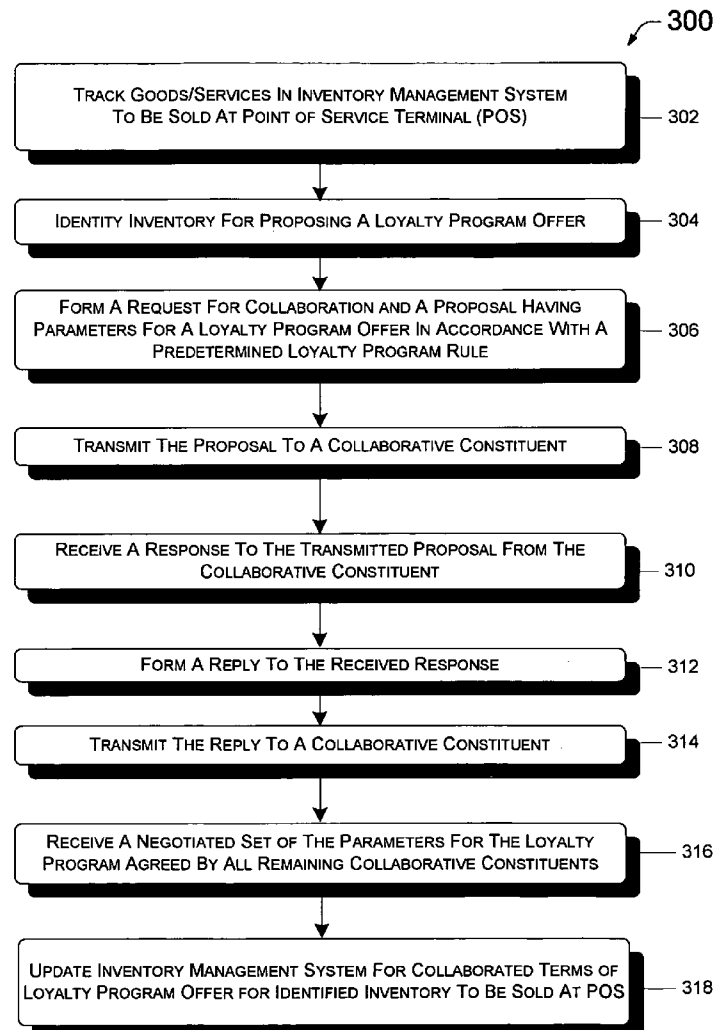 300
TRACK GOODS/SERVICES IN INVENTORY MANAGEMENT SYSTEM
TO BE SOLD AT POINT OF SERVICE TERMINAL (POS)
302
IDENTITY INVENTORY FOR PROPOSING A LOYALTY PROGRAM OFFER
304
FORM A REQUEST FOR COLLABORATION AND A PROPOSAL HAVING
PARAMETERS FOR A LOYALTY PROGRAM OFFER IN ACCORDANCE WITH A
PREDETERMINED LOYALTY PROGRAM RULE
306
TRANSMIT THE PROPOSAL TO A COLLABORATIVE CONSTITUENT
308
RECEIVE A RESPONSE TO THE TRANSMITTED PROPOSAL FROM THE
COLLABORATIVE CONSTITUENT
310
FORM A REPLY TO THE RECEIVED RESPONSE
312
TRANSMIT THE REPLY TO A COLLABORATIVE CONSTITUENT
314
RECEIVE A NEGOTIATED SET OF THE PARAMETERS FOR THE LOYALTY
PROGRAM AGREED BY ALL REMAINING COLLABORATIVE CONSTITUENTS
316
UPDATE INVENTORY MANAGEMENT SYSTEM FOR COLLABORATED TERMS OF
LOYALTY PROGRAM OFFER FOR IDENTIFIED INVENTORY TO BE SOLD AT POS
318